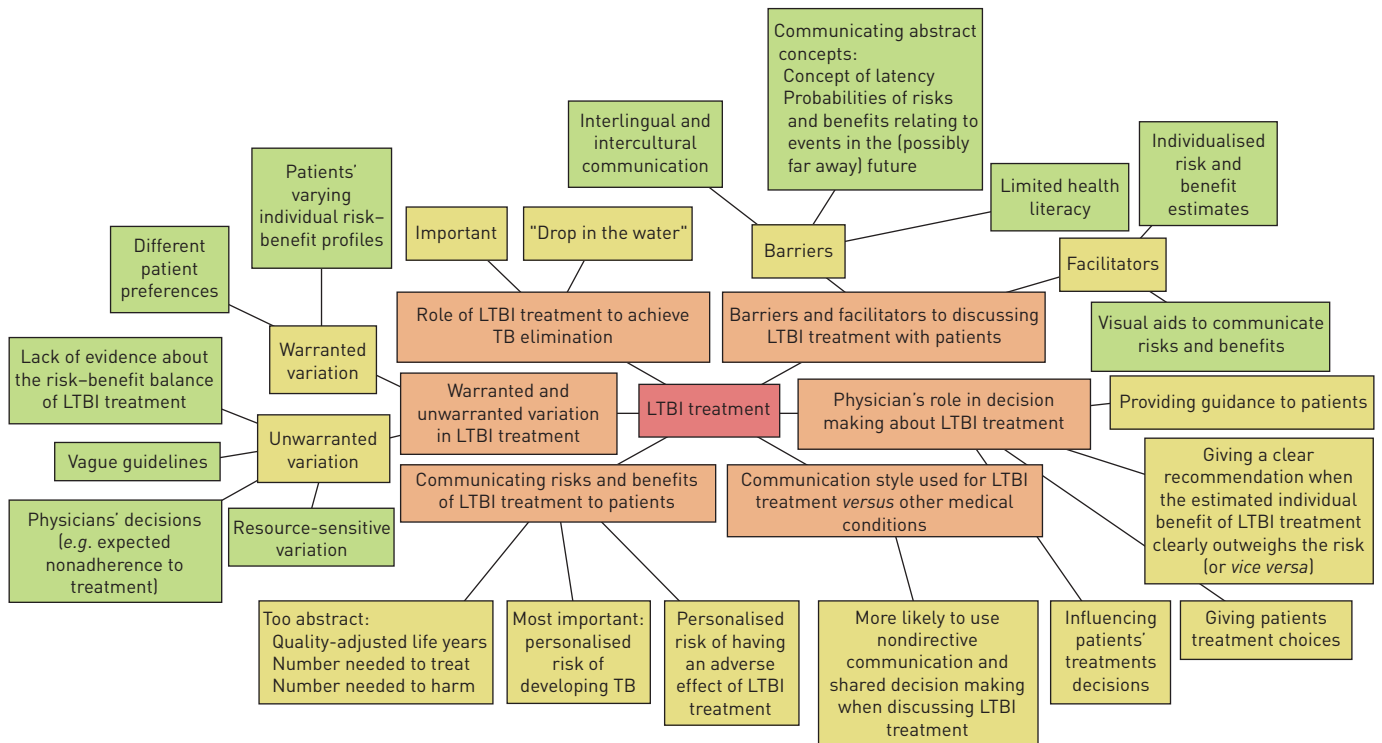 Communicating abstract
concepts:
Concept of latency
Probabilities of risks
and benefits relating to
events in the (possibly
far away) future
Interlingual and
intercultural
communication
Individualised
risk and
benefit
estimates
Patients'
varying
individual risk–
benefit profiles
Limited health
literacy
Different
patient
preferences
Important
"Drop in the water"
Barriers
Facilitators
Role of LTBI treatment to achieve
TB elimination
Barriers and facilitators to discussing
LTBI treatment with patients
Visual aids to communicate
risks and benefits
Warranted
variation
Lack of evidence about
the risk–benefit balance
of LTBI treatment
Warranted and
unwarranted variation
in LTBI treatment
LTBI treatment
Physician's role in decision
making about LTBI treatment
Providing guidance to patients
Unwarranted
variation
Vague guidelines
Physicians' decisions
(e.g. expected
nonadherence to
treatment)
Resource-sensitive
variation
Communicating risks and benefits
of LTBI treatment to patients
Communication style used for LTBI
treatment versus other medical
conditions
Giving a clear
recommendation when
the estimated individual
benefit of LTBI treatment
clearly outweighs the risk
(or vice versa)
Too abstract:
Quality-adjusted life years
Number needed to treat
Number needed to harm
Most important:
personalised
risk of
developing TB
Personalised
risk of having
an adverse
effect of LTBI
treatment
More likely to use
nondirective
communication and
shared decision making
when discussing LTBI
treatment
Influencing
patients'
treatments
decisions
Giving patients
treatment choices